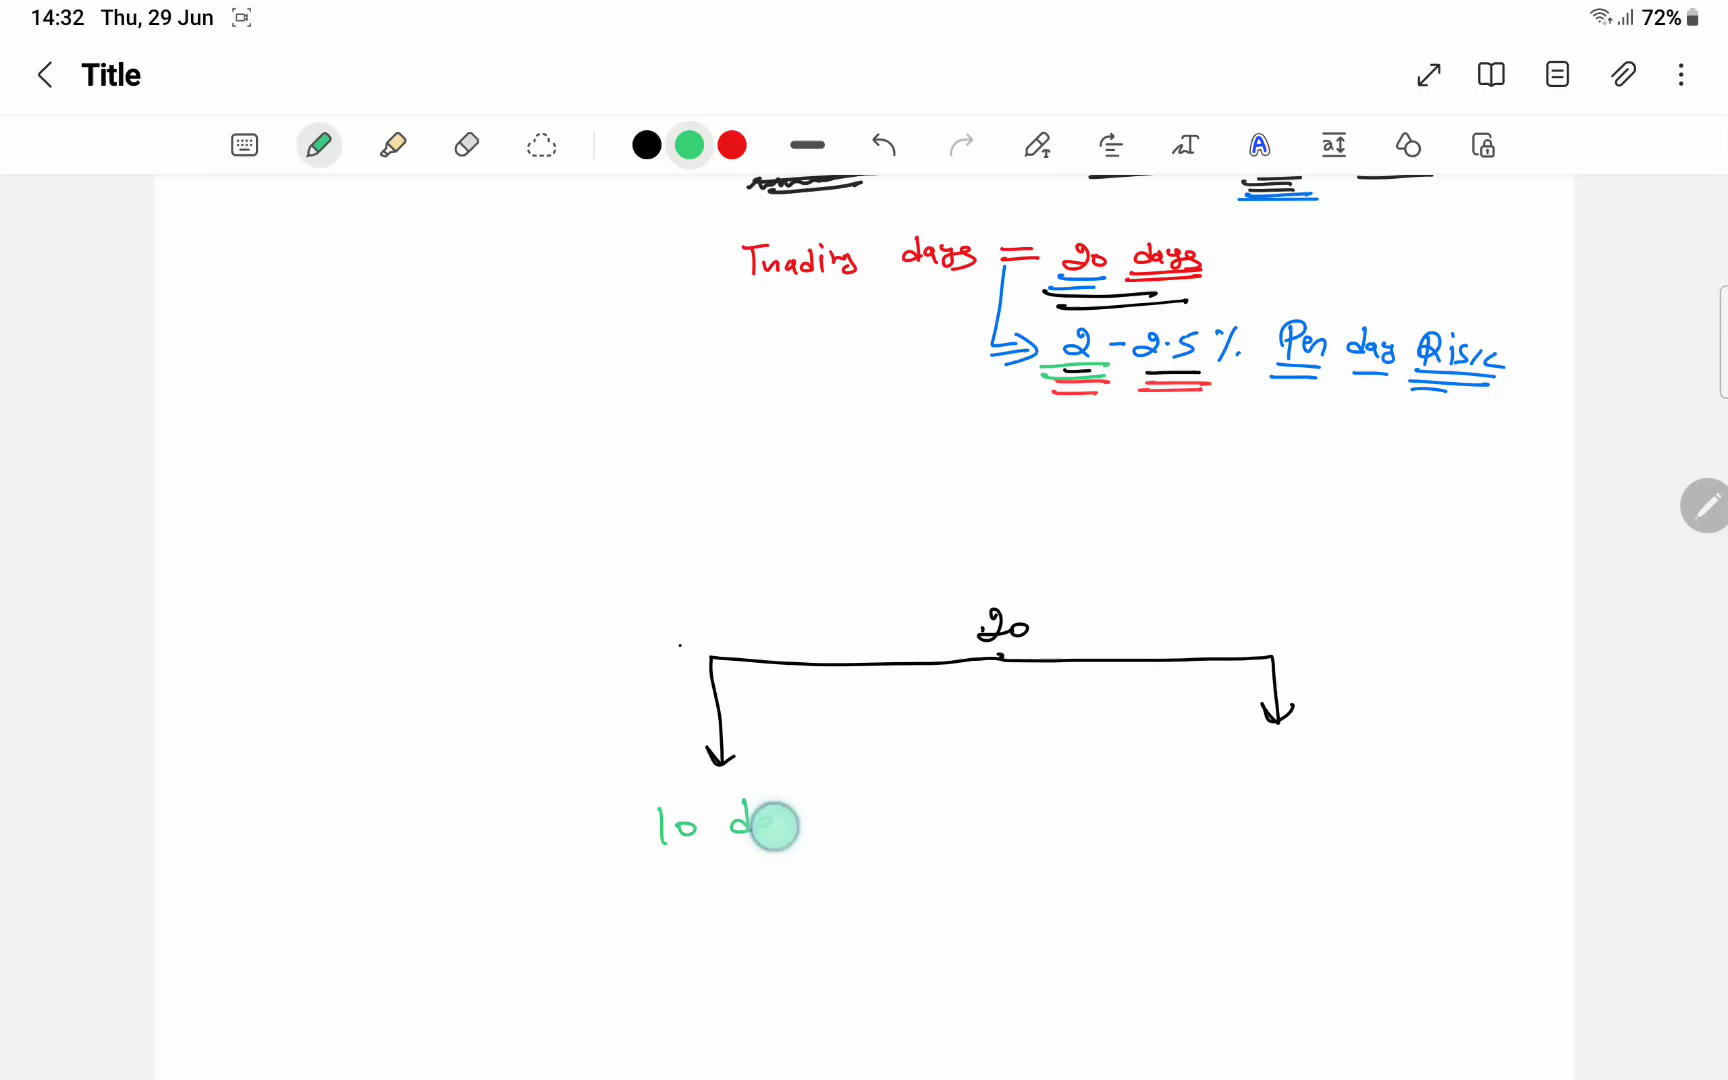 14:32 Thu, 29 Jun 72%
Title
Trading days = 20 days
2 - 2.5 % Per day Risk
20
10 da